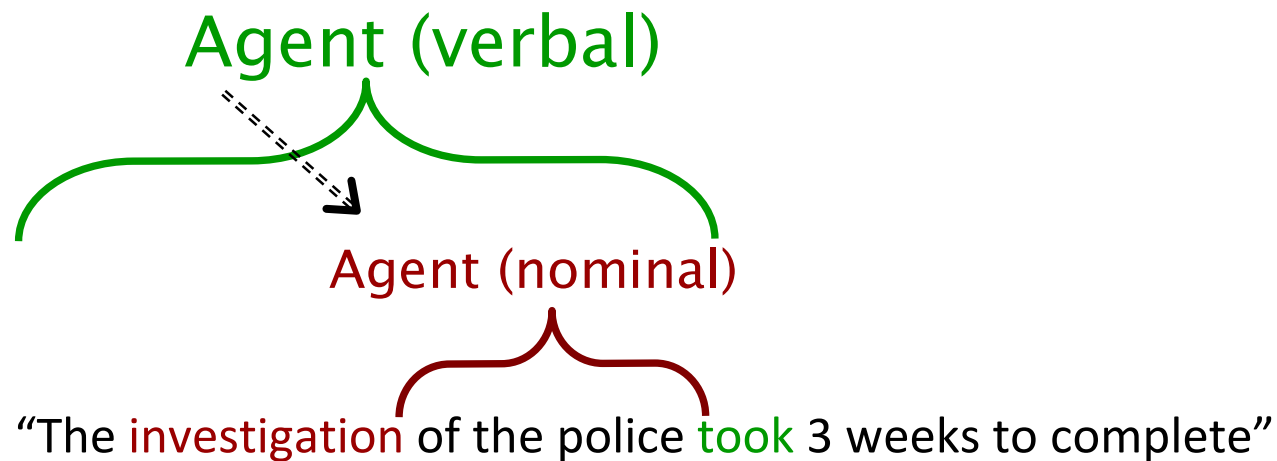 Agent (verbal)
Agent (nominal)
“The investigation of the police took 3 weeks to complete”